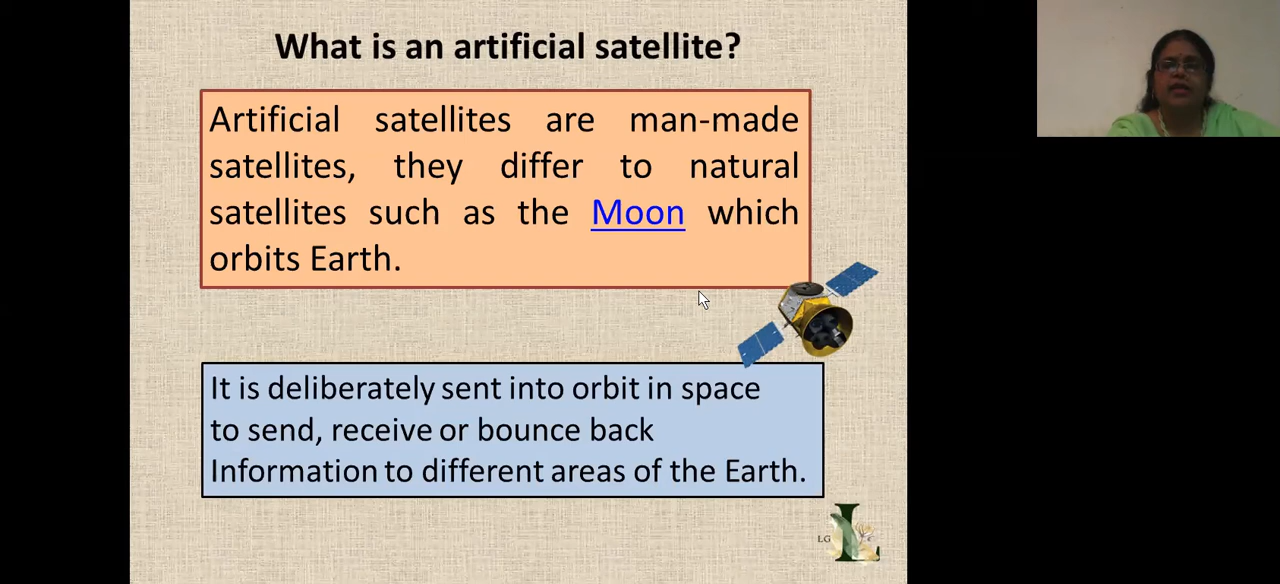 What is an artificial satellite?
Artificial satellites are man-made
satellites, they differ to natural
satellites such as the Moon which
orbits Earth.
It is deliberately sent into orbit in space
to send, receive or bounce back
Information to different areas of the Earth.
LG